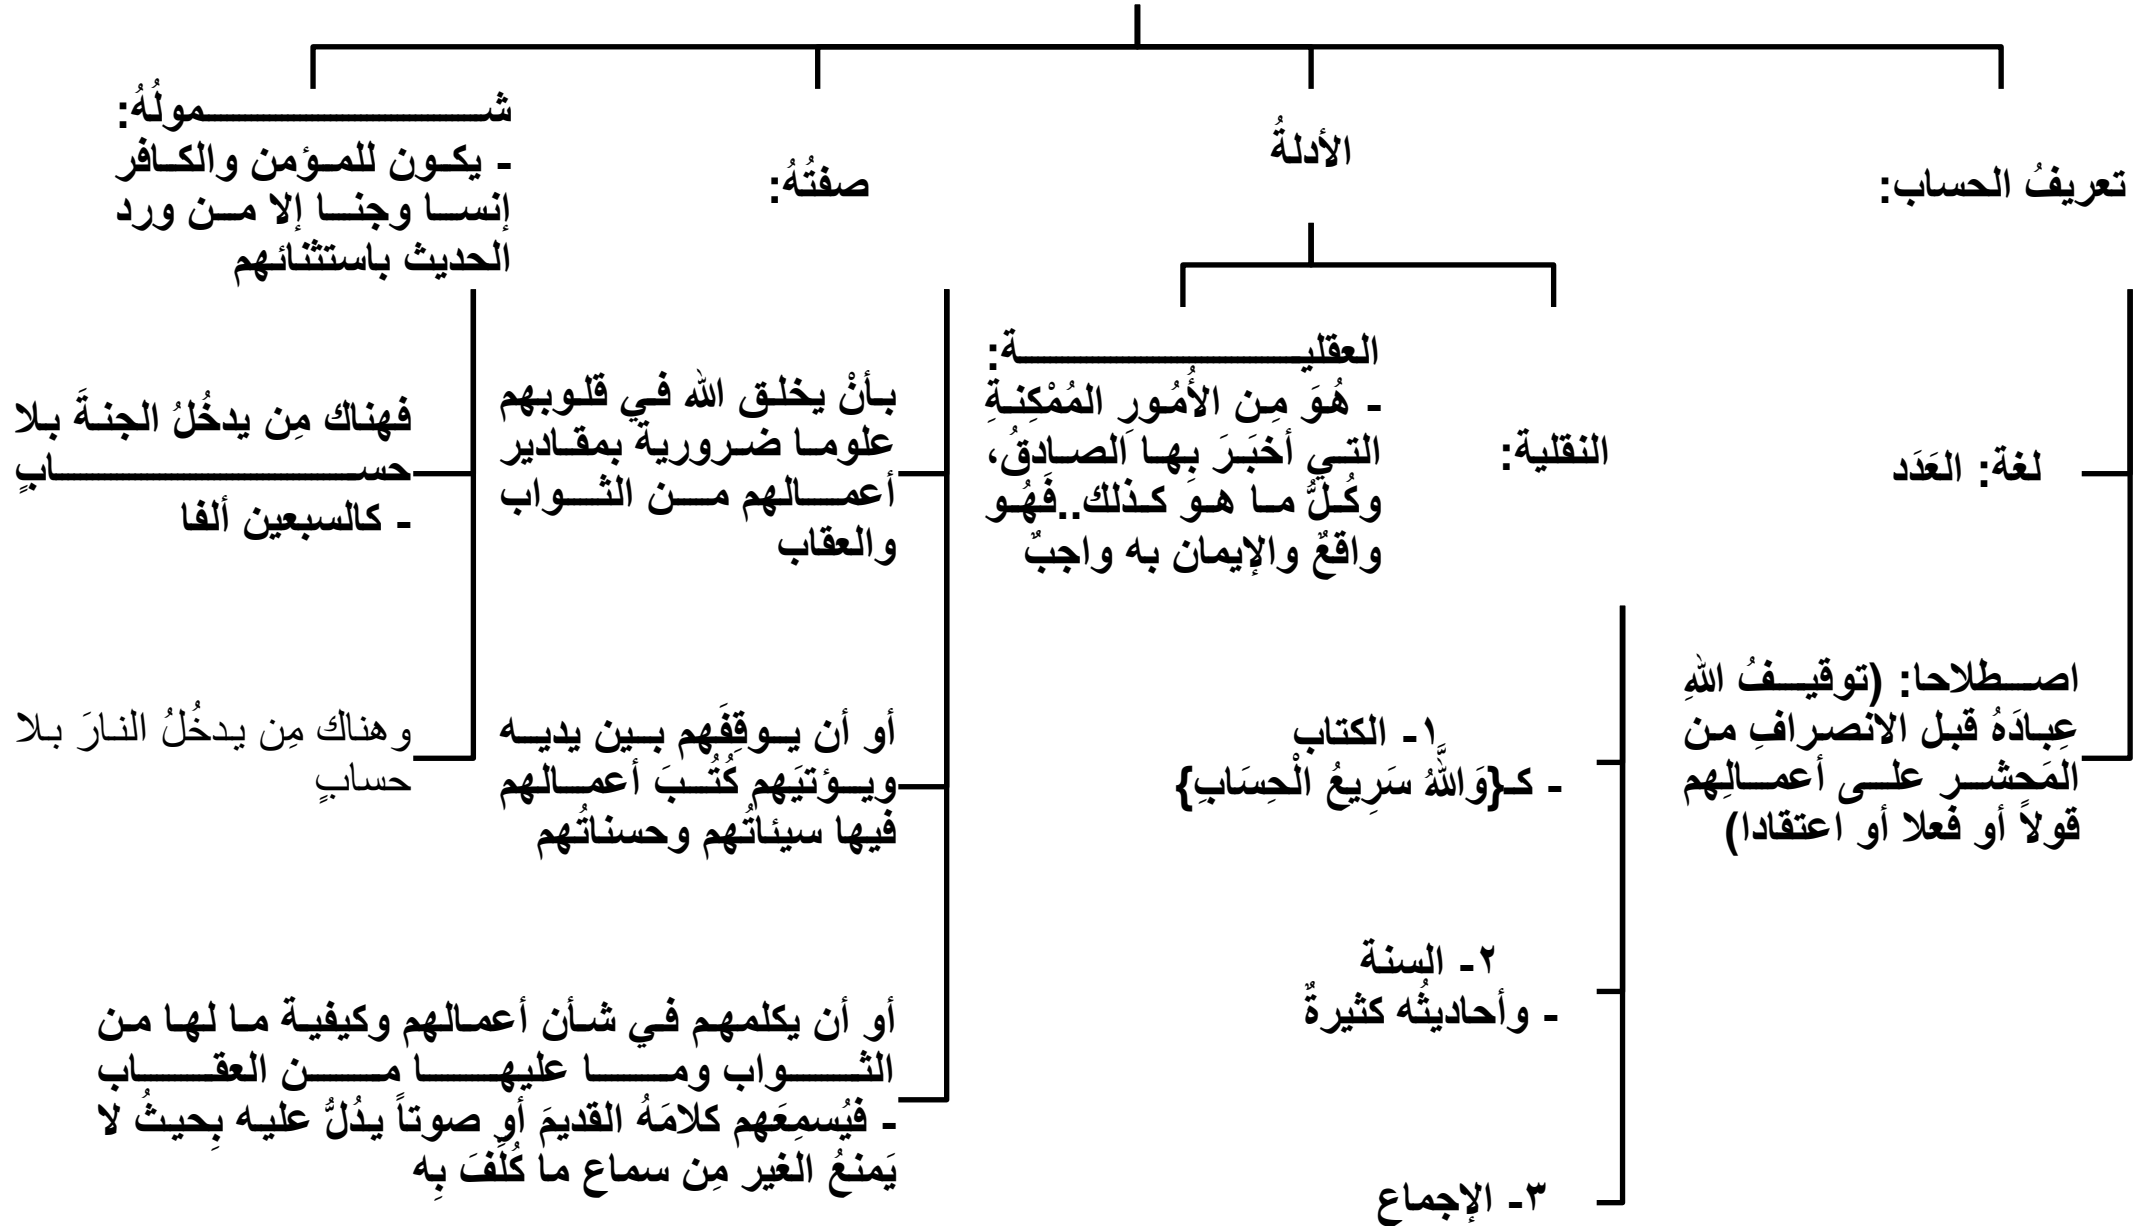 تعريفُ الحساب:
لغة: العَدَد
اصطلاحا: (توقيفُ اللهِ
عِبادَهُ قبل الانصرافِ من
المَحشر على أعمالِهم
قولاً أو فعلا أو اعتقادا)
الأدلةُ
النقلية:
١- الكتاب
- كـ{وَاللَّهُ سَرِيعُ الْحِسَابِ}
٢- السنة
- وأحاديثُه كثيرةٌ
٣- الإجماع
العقلية:
- هُوَ مِن الأُمُورِ المُمْكِنةِ
التي أخبَرَ بِها الصادقُ،
وكُلُّ ما هو كذلك..فَهُو
واقعٌ والإيمان به واجبٌ
صفتُهُ:
بأنْ يخلق الله في قلوبهم
علوما ضرورية بمقادير
أعمالهم من الثواب
والعقاب
أو أن يوقِفَهم بين يديه
ويؤتيَهم كُتُبَ أعمالهم
فيها سيئاتُهم وحسناتُهم
أو أن يكلمهم في شأن أعمالهم وكيفية ما لها من
الثواب وما عليها من العقاب
- فيُسمِعَهم كلامَهُ القديمَ أو صوتاً يدُلُّ عليه بِحيثُ لا
يَمنعُ الغير مِن سماع ما كُلِّفَ بِه
شمولُهُ:
- يكون للمؤمن والكافر
إنسا وجنا إلا من ورد
الحديث باستثنائهم
فهناك مِن يدخُلُ الجنةَ بلا
حسابٍ
- كالسبعين ألفا
وهناك مِن يدخُلُ النارَ بلا
حسابٍ